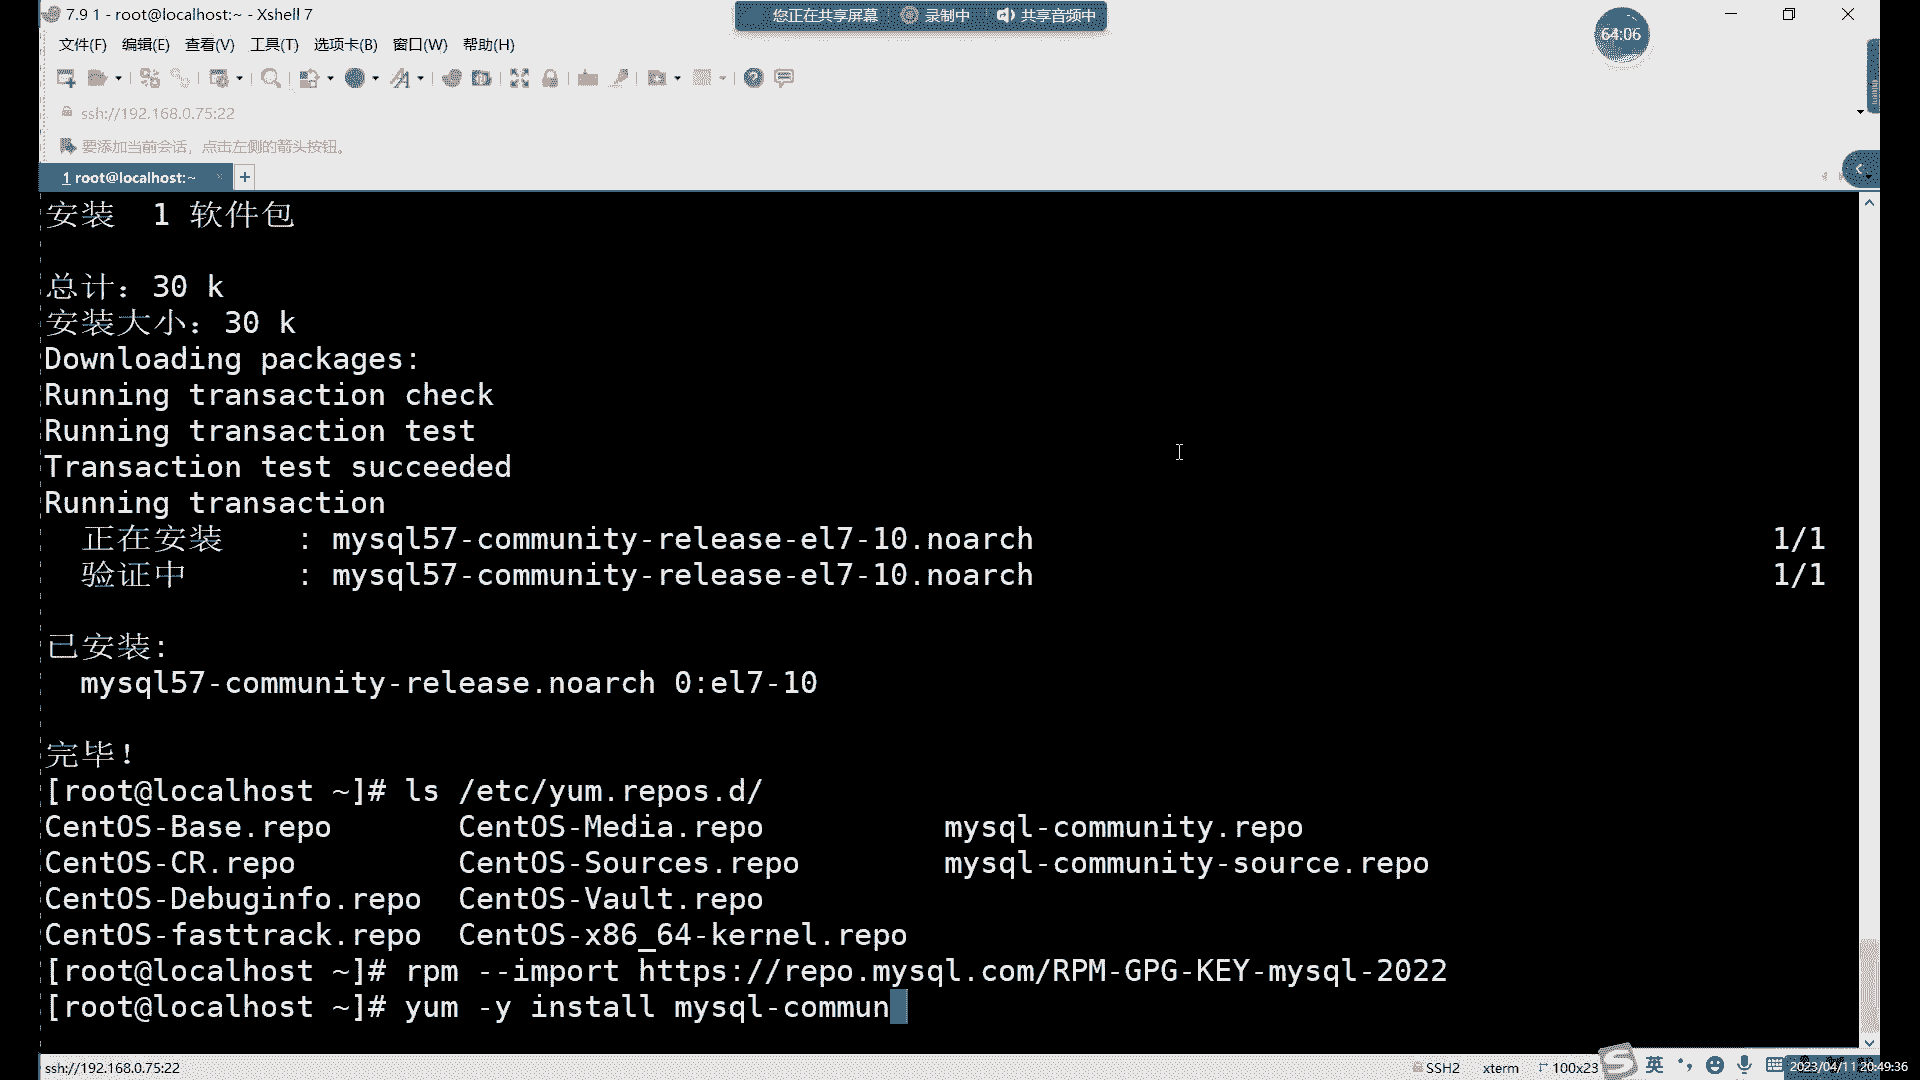 7.9 1 - root@localhost:~ - Xshell 7
您正在共享屏幕 录制中 共享音频中
64:06
文件(F) 编辑(E) 查看(V) 工具(T) 选项卡(B) 窗口(W) 帮助(H)
ssh://192.168.0.75:22
要添加当前会话，点击左侧的箭头按钮。
1 root@localhost:~
安装  1 软件包
总计：30 k
安装大小：30 k
Downloading packages:
Running transaction check
Running transaction test
Transaction test succeeded
Running transaction
正在安装    : mysql57-community-release-el7-10.noarch 1/1
验证中      : mysql57-community-release-el7-10.noarch 1/1
已安装:
mysql57-community-release.noarch 0:el7-10
完毕！
[root@localhost ~]# ls /etc/yum.repos.d/
CentOS-Base.repo CentOS-Media.repo mysql-community.repo
CentOS-CR.repo CentOS-Sources.repo mysql-community-source.repo
CentOS-Debuginfo.repo CentOS-Vault.repo
CentOS-fasttrack.repo CentOS-x86_64-kernel.repo
[root@localhost ~]# rpm --import https://repo.mysql.com/RPM-GPG-KEY-mysql-2022
[root@localhost ~]# yum -y install mysql-commun
ssh://192.168.0.75:22 SSH2 xterm 100x23 英 2023/04/11 20:49:36